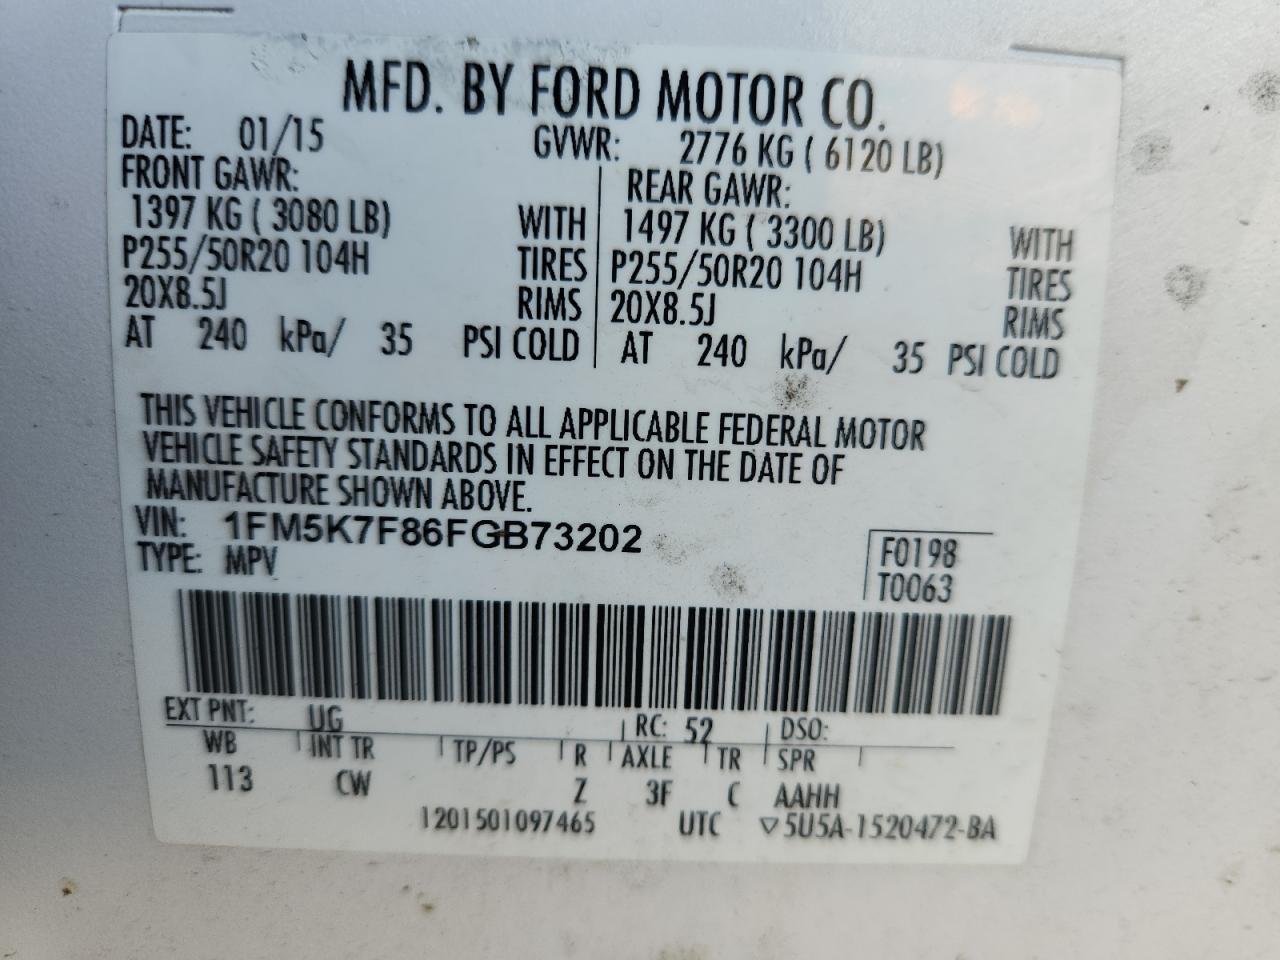 MFD. BY FORD MOTOR CO.
DATE: 01/15 GVWR: 2776 KG ( 6120 LB)
FRONT GAWR: REAR GAWR:
1397 KG ( 3080 LB) WITH 1497 KG ( 3300 LB) WITH
P255/50R20 104H TIRES P255/50R20 104H TIRES
20X8.5J RIMS 20X8.5J RIMS
AT 240 kPa/ 35 PSI COLD AT 240 kPa/ 35 PSI COLD
THIS VEHICLE CONFORMS TO ALL APPLICABLE FEDERAL MOTOR
VEHICLE SAFETY STANDARDS IN EFFECT ON THE DATE OF
MANUFACTURE SHOWN ABOVE.
VIN: 1FM5K7F86FGB73202
TYPE: MPV
F0198
T0063
EXT PNT: UG RC: 52 DSO:
WB INT TR TP/PS R AXLE TR SPR
113 CW Z 3F C AAHH
1201501097465 UTC ▽5U5A-1520472-BA